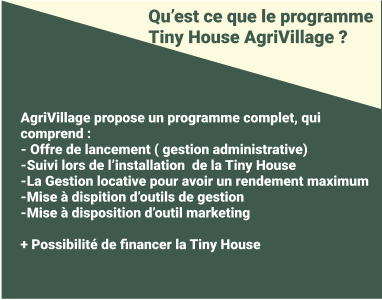 Qu'est ce que le programme
Tiny House AgriVillage ?
AgriVillage propose un programme complet, qui
comprend :
- Offre de lancement ( gestion administrative)
-Suivi lors de l'installation  de la Tiny House
-La Gestion locative pour avoir un rendement maximum
-Mise à dispition d'outils de gestion
-Mise à disposition d'outil marketing
+ Possibilité de financer la Tiny House